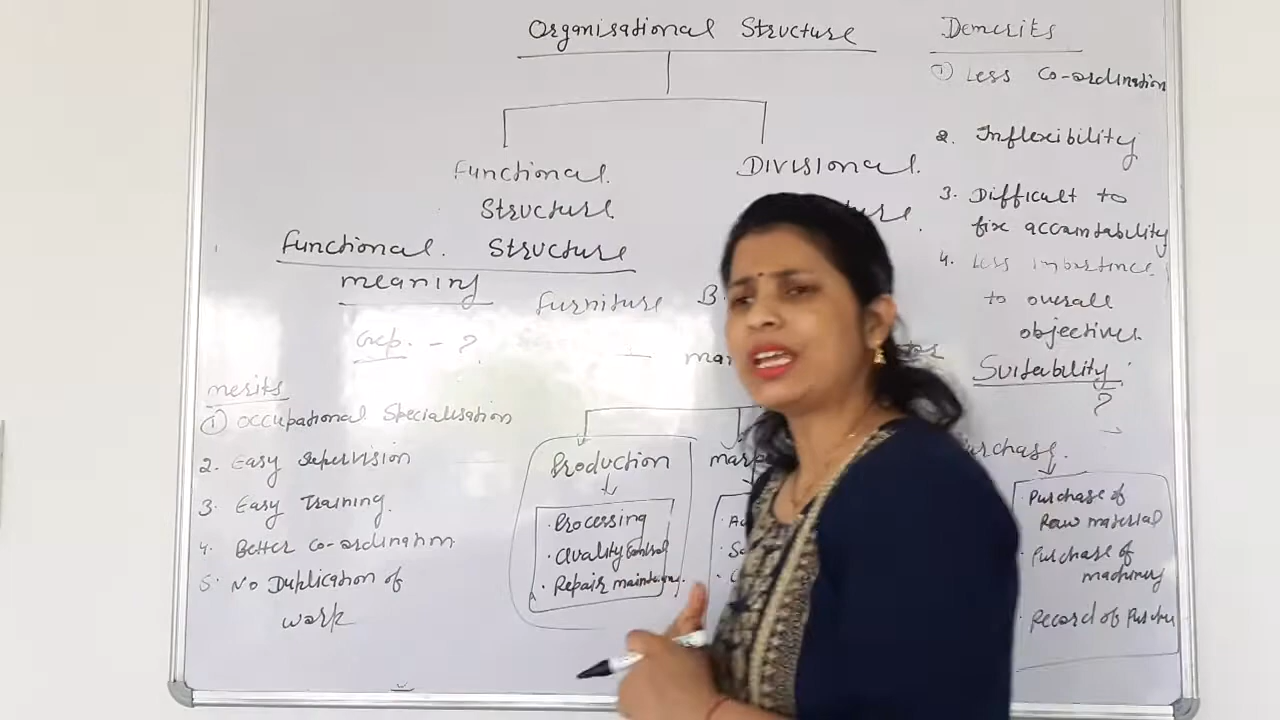 Organisational Structure
Functional
Structure
Divisional
Functional Structure
meaning
Furniture
B.
merits
① Occupational Specialisation
2. Easy Supervision
3. Easy Training
4. Better co-ordination
5. No Duplication of
work
Production
· Processing
· Quality Control
· Repair
Purchase of
Raw material
· Purchase of
machinery
· Record of
Demerits
① Less Co-ordination
2. Inflexibility
3. Difficult to
fix accountability
4. Less importance
to overall
objectives
Suitability
?